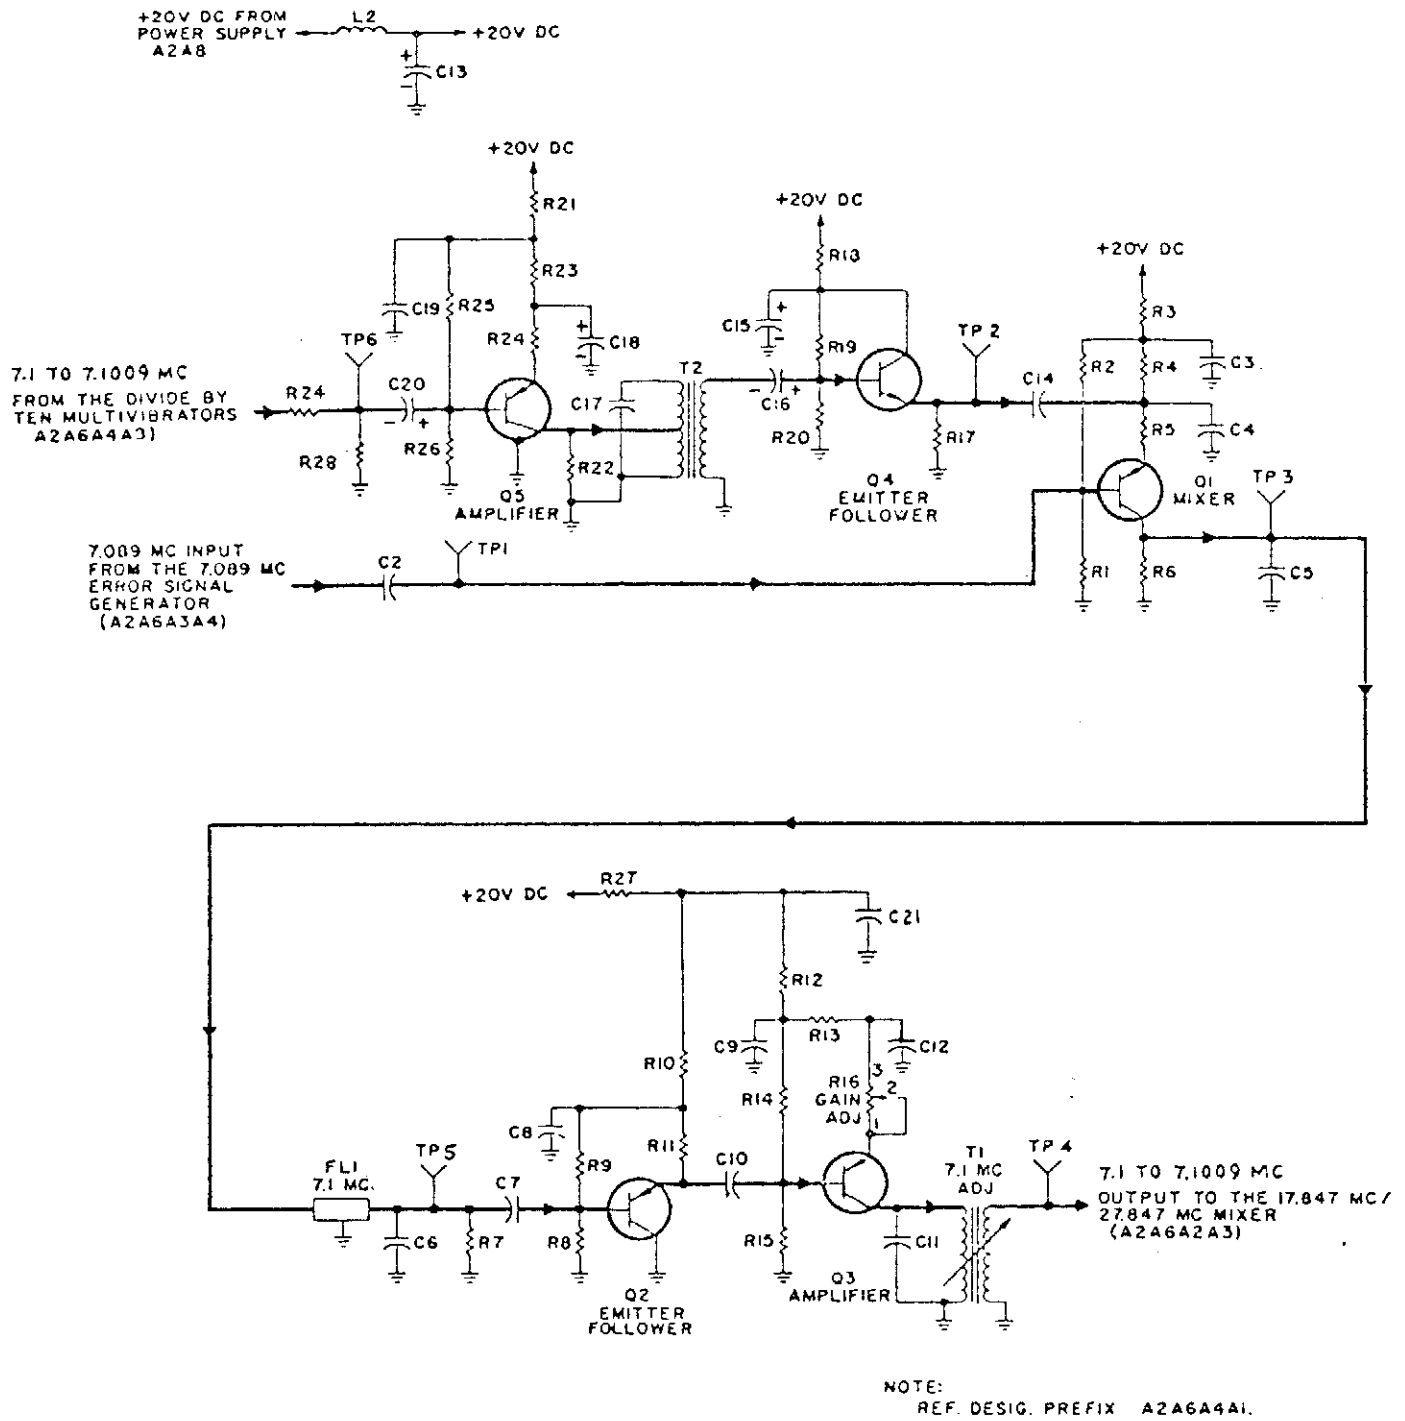 +20V DC FROM
POWER SUPPLY
A2A8
L2
+20V DC
+
C13
-
+20V DC
R21
+20V DC
R18
+20V DC
R23
C19
R25
R24
+
C18
-
C15
+
-
R19
TP2
R3
R2
R4
C3
7.1 TO 7.1009 MC
FROM THE DIVIDE BY
TEN MULTIVIBRATORS
A2A6A4A3)
TP6
R24
C20
- +
R28
R26
Q5
AMPLIFIER
C17
T2
R22
- +
C16
R20
Q4
EMITTER
FOLLOWER
R17
C14
R5
C4
Q1
MIXER
TP3
7.089 MC INPUT
FROM THE 7.089 MC
ERROR SIGNAL
GENERATOR
(A2A6A3A4)
C2
TP1
R1
R6
C5
+20V DC
R27
C21
R12
C9
R13
C12
R10
R14
R16
GAIN
ADJ
3
2
1
C8
R11
R9
C10
FL1
7.1 MC.
TP5
C7
C6
R7
R8
Q2
EMITTER
FOLLOWER
R15
Q3
AMPLIFIER
C11
T1
7.1 MC
ADJ
TP4
7.1 TO 7.1009 MC
OUTPUT TO THE 17.847 MC/
27.847 MC MIXER
(A2A6A2A3)
NOTE:
REF. DESIG. PREFIX A2A6A4A1.